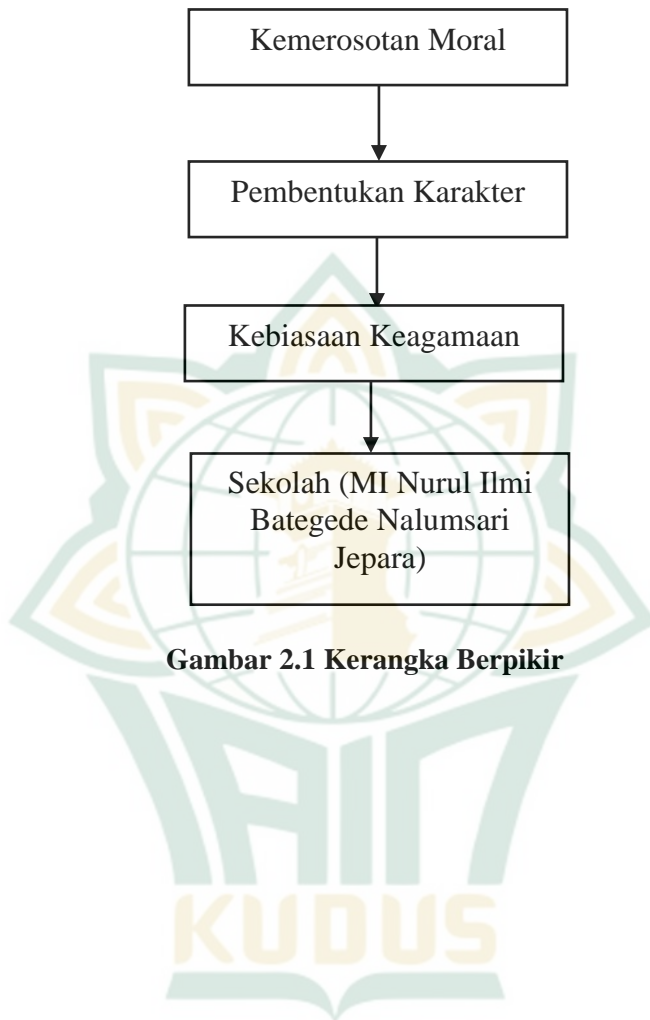 Kemerosotan Moral
Pembentukan Karakter
Kebiasaan Keagamaan
Sekolah (MI Nurul Ilmi
Bategede Nalumsari
Jepara)
Gambar 2.1 Kerangka Berpikir
IAIN
KUDUS